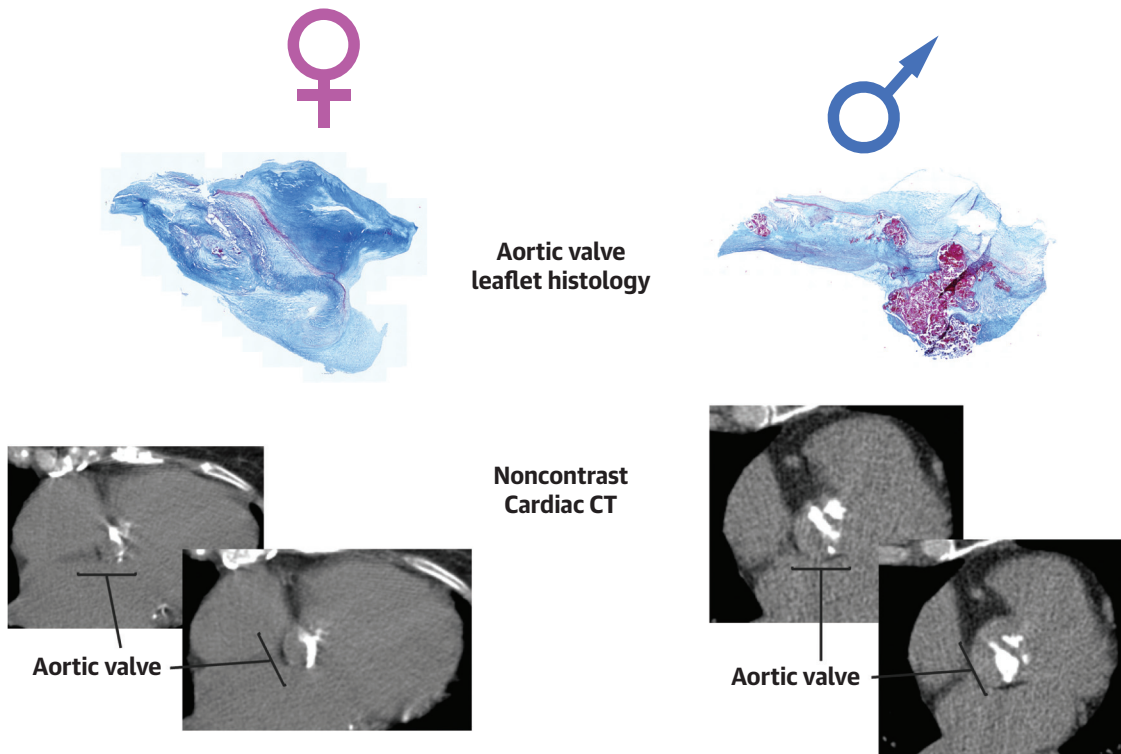 Aortic valve
leaflet histology
Noncontrast
Cardiac CT
Aortic valve
Aortic valve